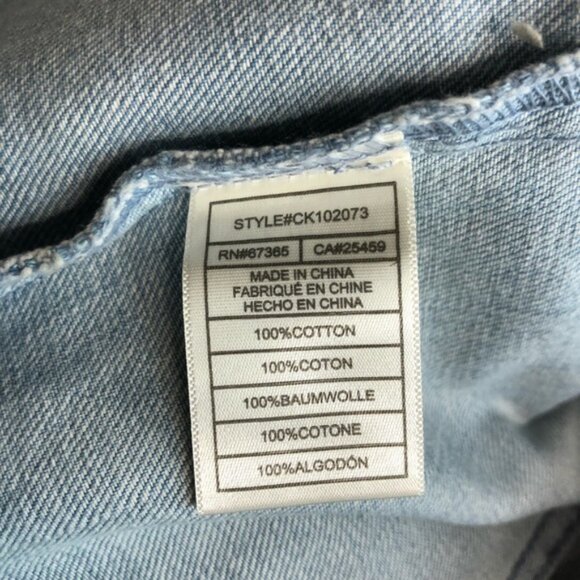 STYLE#CK102073
RN#67365 CA#25459
MADE IN CHINA
FABRIQUÉ EN CHINE
HECHO EN CHINA
100%COTTON
100%COTON
100%BAUMWOLLE
100%COTONE
100%ALGODÓN